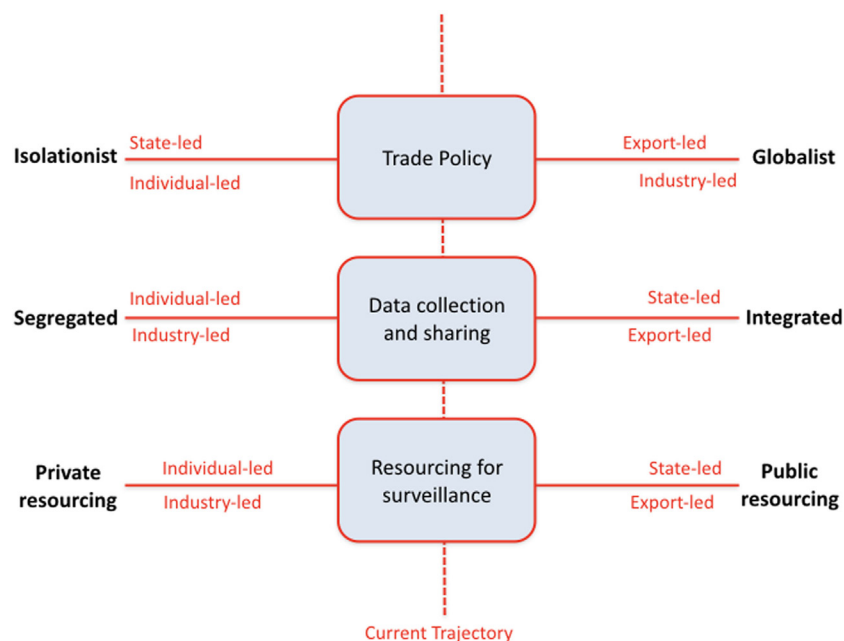 State-led
Export-led
Isolationist
Trade Policy
Globalist
Individual-led
Industry-led
Individual-led
State-led
Segregated
Data collection
and sharing
Integrated
Industry-led
Export-led
Private
resourcing
Individual-led
Resourcing for
surveillance
State-led
Public
resourcing
Industry-led
Export-led
Current Trajectory